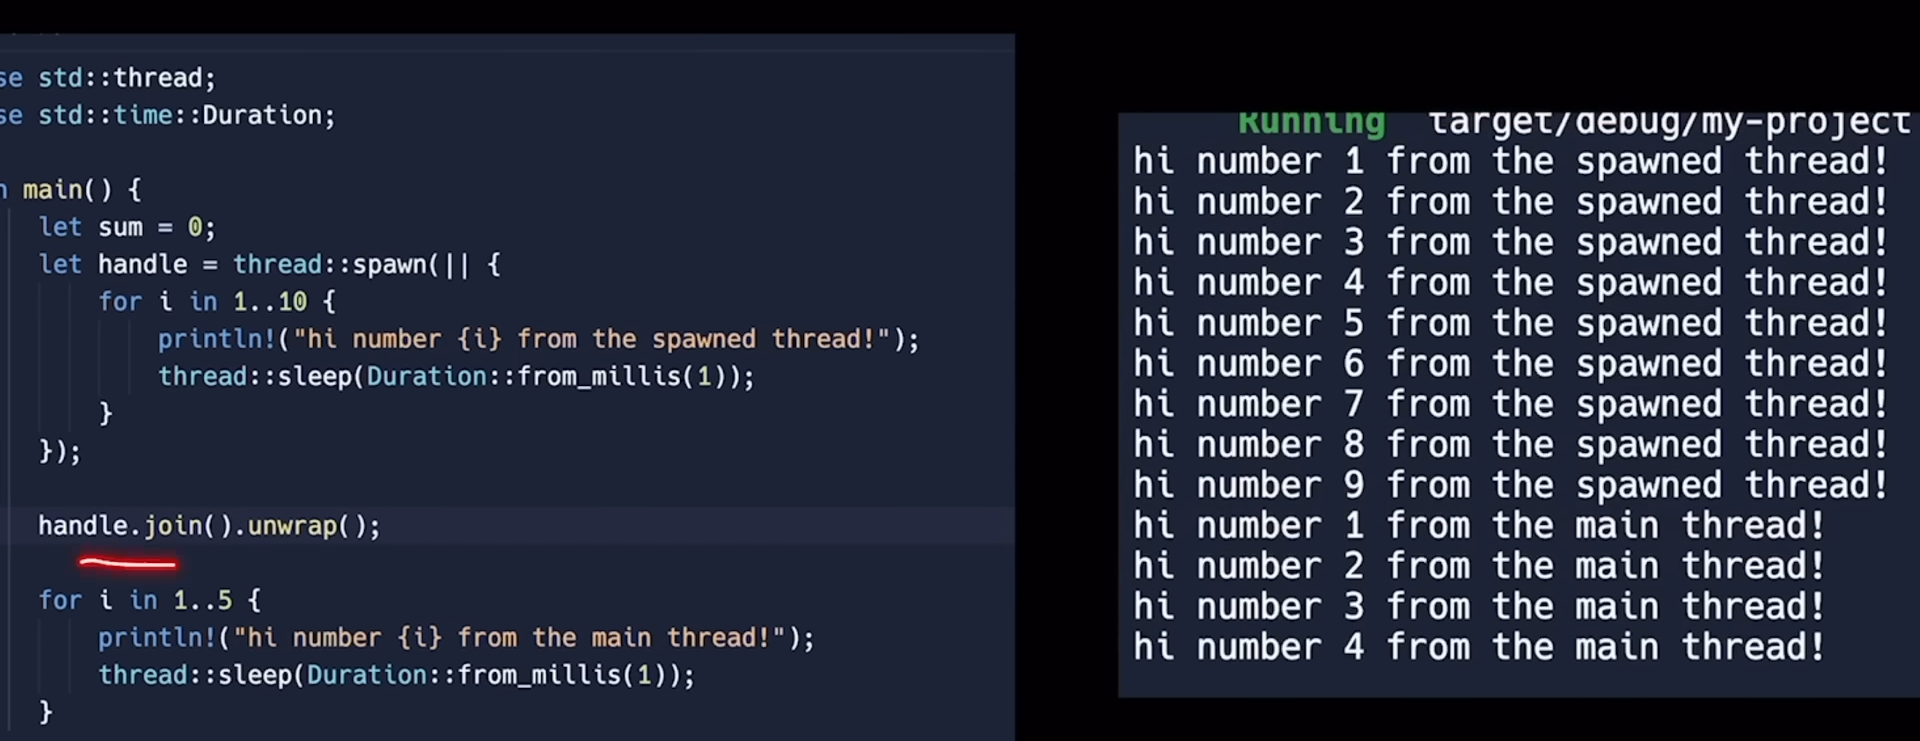 se std::thread;
se std::time::Duration;
n main() {
let sum = 0;
let handle = thread::spawn(|| {
for i in 1..10 {
println!("hi number {i} from the spawned thread!");
thread::sleep(Duration::from_millis(1));
}
});
handle.join().unwrap();
for i in 1..5 {
println!("hi number {i} from the main thread!");
thread::sleep(Duration::from_millis(1));
}
Running target/debug/my-project
hi number 1 from the spawned thread!
hi number 2 from the spawned thread!
hi number 3 from the spawned thread!
hi number 4 from the spawned thread!
hi number 5 from the spawned thread!
hi number 6 from the spawned thread!
hi number 7 from the spawned thread!
hi number 8 from the spawned thread!
hi number 9 from the spawned thread!
hi number 1 from the main thread!
hi number 2 from the main thread!
hi number 3 from the main thread!
hi number 4 from the main thread!